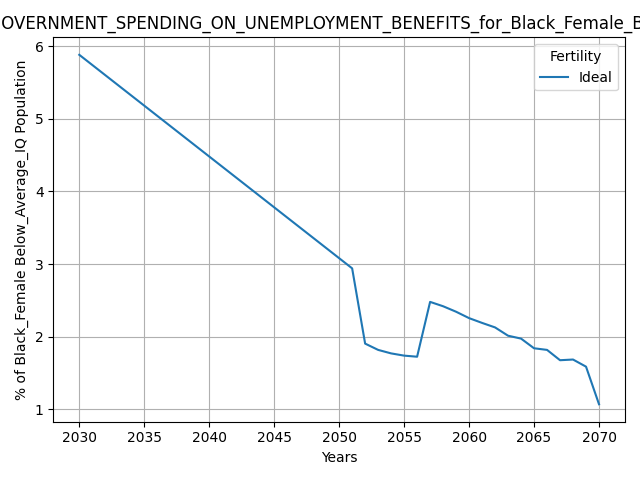 OVERNMENT_SPENDING_ON_UNEMPLOYMENT_BENEFITS_for_Black_Female_B
Fertility
Ideal
% of Black_Female Below_Average_IQ Population
6
5
4
3
2
1
2030 2035 2040 2045 2050 2055 2060 2065 2070
Years